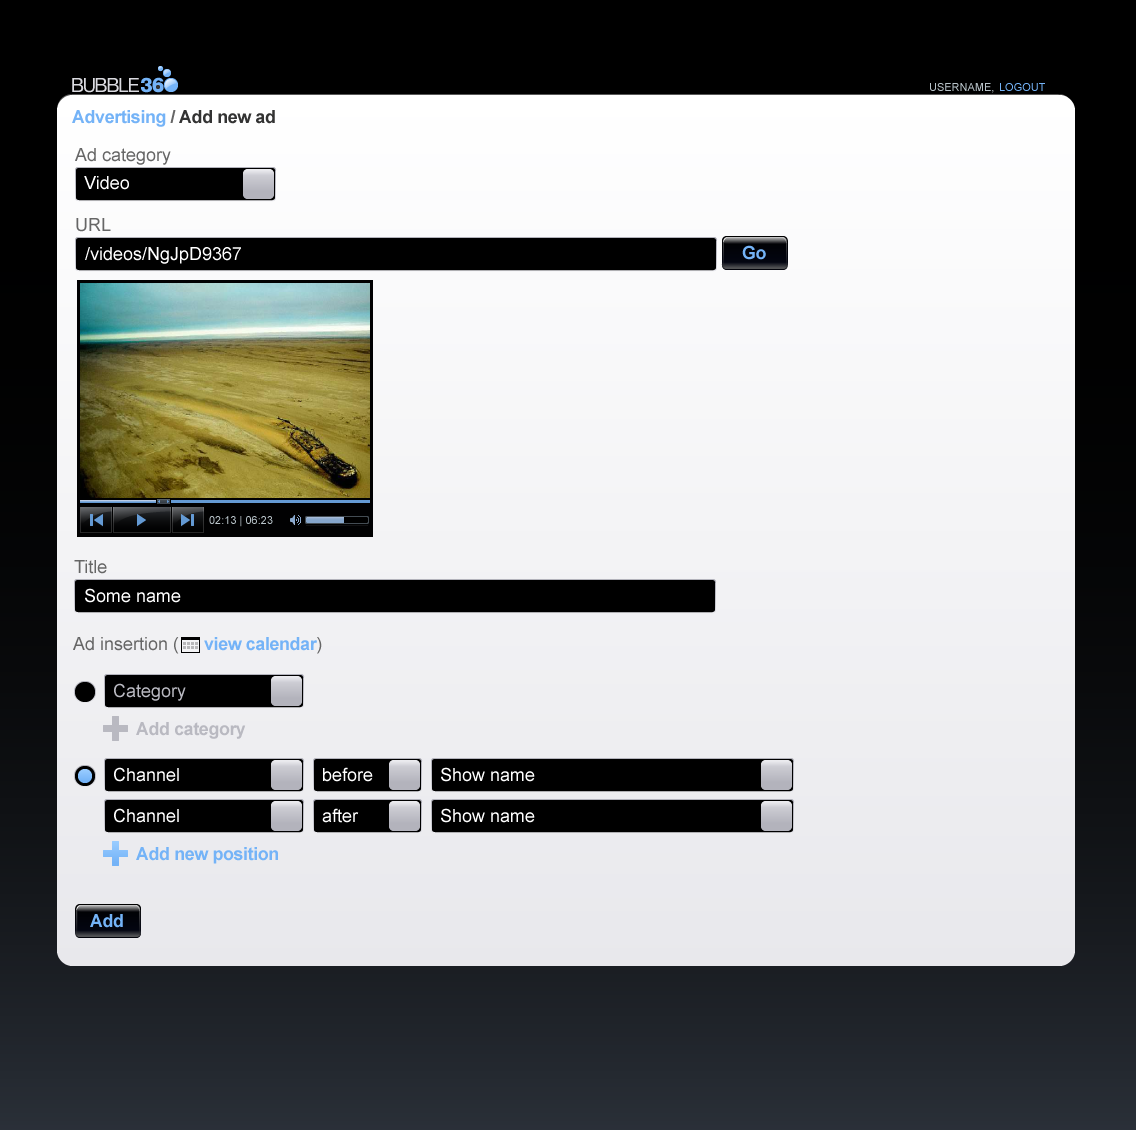 BUBBLE360
USERNAME, LOGOUT
Advertising / Add new ad
Ad category
Video
URL
/videos/NgJpD9367
Go
02:13 | 06:23
Title
Some name
Ad insertion (view calendar)
Category
Add category
Channel before Show name
Channel after Show name
Add new position
Add